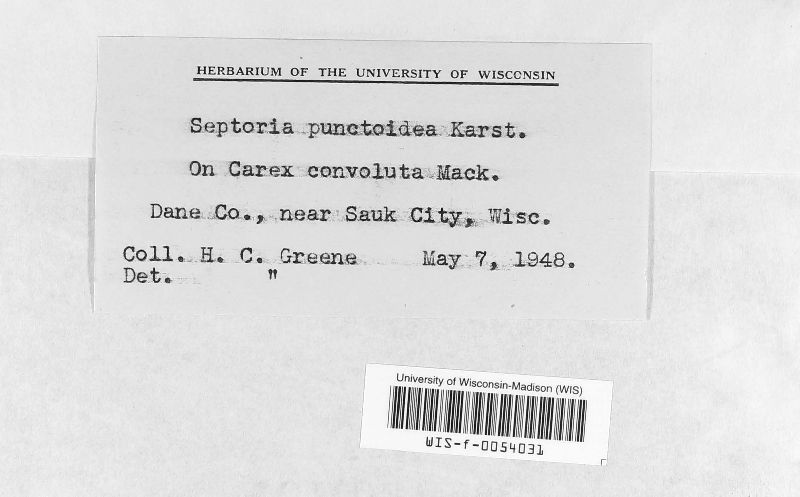 HERBARIUM OF THE UNIVERSITY OF WISCONSIN
Septoria punctoidea Karst.
On Carex convoluta Mack.
Dane Co., near Sauk City, Wisc.
Coll. H. C. Greene May 7, 1948.
Det. "
University of Wisconsin-Madison (WIS)
WIS-f-0054031